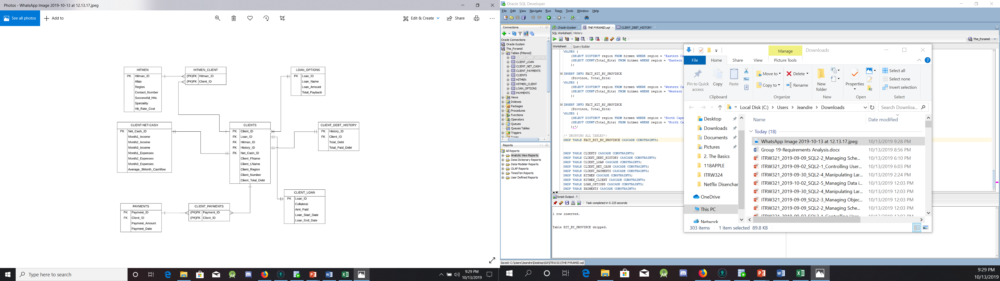 Photos - WhatsApp Image 2019-10-13 at 12.13.17.jpeg
See all photos
Add to
Edit & Create
Share
HITMEN
PK Hitman_ID
Alias
Region
Contact_Number
Successful_Hits
Speciality
Hit_Rate_Cost
HITMEN_CLIENT
(PK)FK Hitman_ID
(PK)FK Client_ID
LOAN_OPTIONS
PK Loan_ID
Loan_Name
Loan_Amount
Total_Payback
CLIENT-NET-CASH
PK Net_Cash_ID
Month1_Income
Month2_Income
Month3_Income
Month1_Expenses
Month2_Expenses
Month3_Expenses
Average_3Month_Cashflow
CLIENTS
PK Client_ID
FK Loan_ID
FK Hitman_ID
FK History_ID
FK Net_Cash_ID
Client_FName
Client_LName
Client_Region
Client_Number
Client_Total_Debt
CLIENT_DEBT_HISTORY
PK History_ID
FK Client_ID
Total_Debt
Total_Paid_Debt
CLIENT_LOAN
PK Loan_ID
Collateral
Amt_Paid
Loan_Start_Date
Loan_End_Date
PAYMENTS
PK Payment_ID
FK Client_ID
Payment_Amount
Payment_Date
CLIENT_PAYMENTS
(PK)FK Payment_ID
(PK)FK Client_ID
Type here to search
9:29 PM
10/13/2019
Oracle SQL Developer
File Edit View Navigate Run Team Tools Window Help
Connections
Oracle Connections
Oracle-System
The_Pyramid
Tables (Filtered)
CLIENT_DEBT_HISTORY
CLIENT_LOAN
CLIENT_NET_CASH
CLIENT_PAYMENTS
CLIENTS
HITMEN
HITMEN_CLIENT
LOAN_OPTIONS
PAYMENTS
Views
Indexes
Packages
Procedures
Functions
Operators
Queues
Queues Tables
Triggers
Types
Reports
All Reports
Analytic View Reports
Data Dictionary Reports
Data Modeler Reports
OLAP Reports
TimesTen Reports
User Defined Reports
Oracle-System THE PYRAMID.sql CLIENT_DEBT_HISTORY
SQL Worksheet History
The_Pyramid
Worksheet Query Builder
VALUES (
(SELECT DISTINCT region FROM hitmen WHERE region = 'Eastern Ca
(SELECT COUNT(Total_Hits) FROM hitmen WHERE region = 'Eastern
);
INSERT INTO FACT_HIT_BY_PROVINCE
(Province, Total_Hits)
VALUES (
(SELECT DISTINCT region FROM hitmen WHERE region = 'Western Ca
(SELECT COUNT(Total_Hits) FROM hitmen WHERE region = 'Western
);
INSERT INTO FACT_HIT_BY_PROVINCE
(Province, Total_Hits)
VALUES (
(SELECT DISTINCT region FROM hitmen WHERE region = 'North Cape
(SELECT COUNT(Total_Hits) FROM hitmen WHERE region = 'North Ca
);*/
/* DROPPING ALL TABLES*/
DROP TABLE FACT_HIT_BY_PROVINCE CASCADE CONSTRAINTS;
DROP TABLE CLIENTS CASCADE CONSTRAINTS;
DROP TABLE CLIENT_DEBT_HISTORY CASCADE CONSTRAINTS;
DROP TABLE CLIENT_LOAN CASCADE CONSTRAINTS;
DROP TABLE CLIENT_NET_CASH CASCADE CONSTRAINTS;
DROP TABLE CLIENT_PAYMENTS CASCADE CONSTRAINTS;
DROP TABLE HITMEN CASCADE CONSTRAINTS;
DROP TABLE HITMEN_CLIENT CASCADE CONSTRAINTS;
DROP TABLE LOAN_OPTIONS CASCADE CONSTRAINTS;
DROP TABLE PAYMENTS CASCADE CONSTRAINTS;
Script Output
Task completed in 0.225 seconds
1 row inserted.
Table HIT_BY_PROVINCE dropped.
Saved: C:\Users\Jeandre\Desktop\Git\ITRW321\THE PYRAMID.sql
Manage Downloads
File Home Share View Picture Tools
Pin to Quick access
Copy
Paste
Clipboard
Move to
Copy to
Delete
Rename
Organize
New folder
New
Properties
Open
Select all
Select none
Invert selection
Select
Local Disk (C:) Users Jeandre Downloads
Search Downloa...
Desktop
Downloads
Documents
Pictures
2. The Basics
118APPLE
ITRW324
Netflix Disenchar
OneDrive
This PC
Network
Name Date modified
Today (18)
WhatsApp Image 2019-10-13 at 12.13.17.jpeg 10/13/2019 9:28 PM
Group 19-Requirements Analysis.docx 10/13/2019 8:56 PM
ITRW321_2019-09-09_SQL2-2_Managing Sche... 10/13/2019 6:10 PM
ITRW321_2019-09-02_SQL2-1_Controlling User... 10/13/2019 6:03 PM
ITRW321_2019-09-30_SQL2-4_Manipulating Lar... 10/13/2019 2:24 PM
ITRW321_2019-10-02_SQL2-5_Managing Data i... 10/13/2019 12:03 PM
ITRW321_2019-09-30_SQL2-4_Manipulating Lar... 10/13/2019 12:03 PM
ITRW321_2019-09-09_SQL2-3_Managing Objec... 10/13/2019 12:03 PM
ITRW321_2019-09-09_SQL2-2_Managing Sche... 10/13/2019 12:03 PM
ITRW321_2019-09-02_SQL2-1_Controlling User... 10/13/2019 12:03 PM
303 items 1 item selected 89.8 KB
9:29 PM
10/13/2019